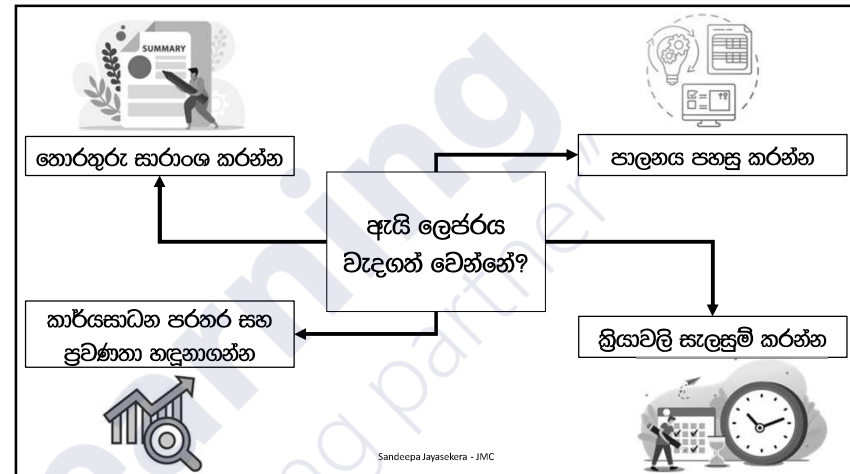 SUMMARY
තොරතුරු සාරාංශ කරන්න
පාලනය පහසු කරන්න
ඇයි ලෙජරය
වැදගත් වෙන්නේ?
කාර්යසාධන පරතර සහ
ප්‍රවණතා හඳුනාගන්න
ක්‍රියාවලි සැලසුම් කරන්න
Sandeepa Jayasekera - JMC